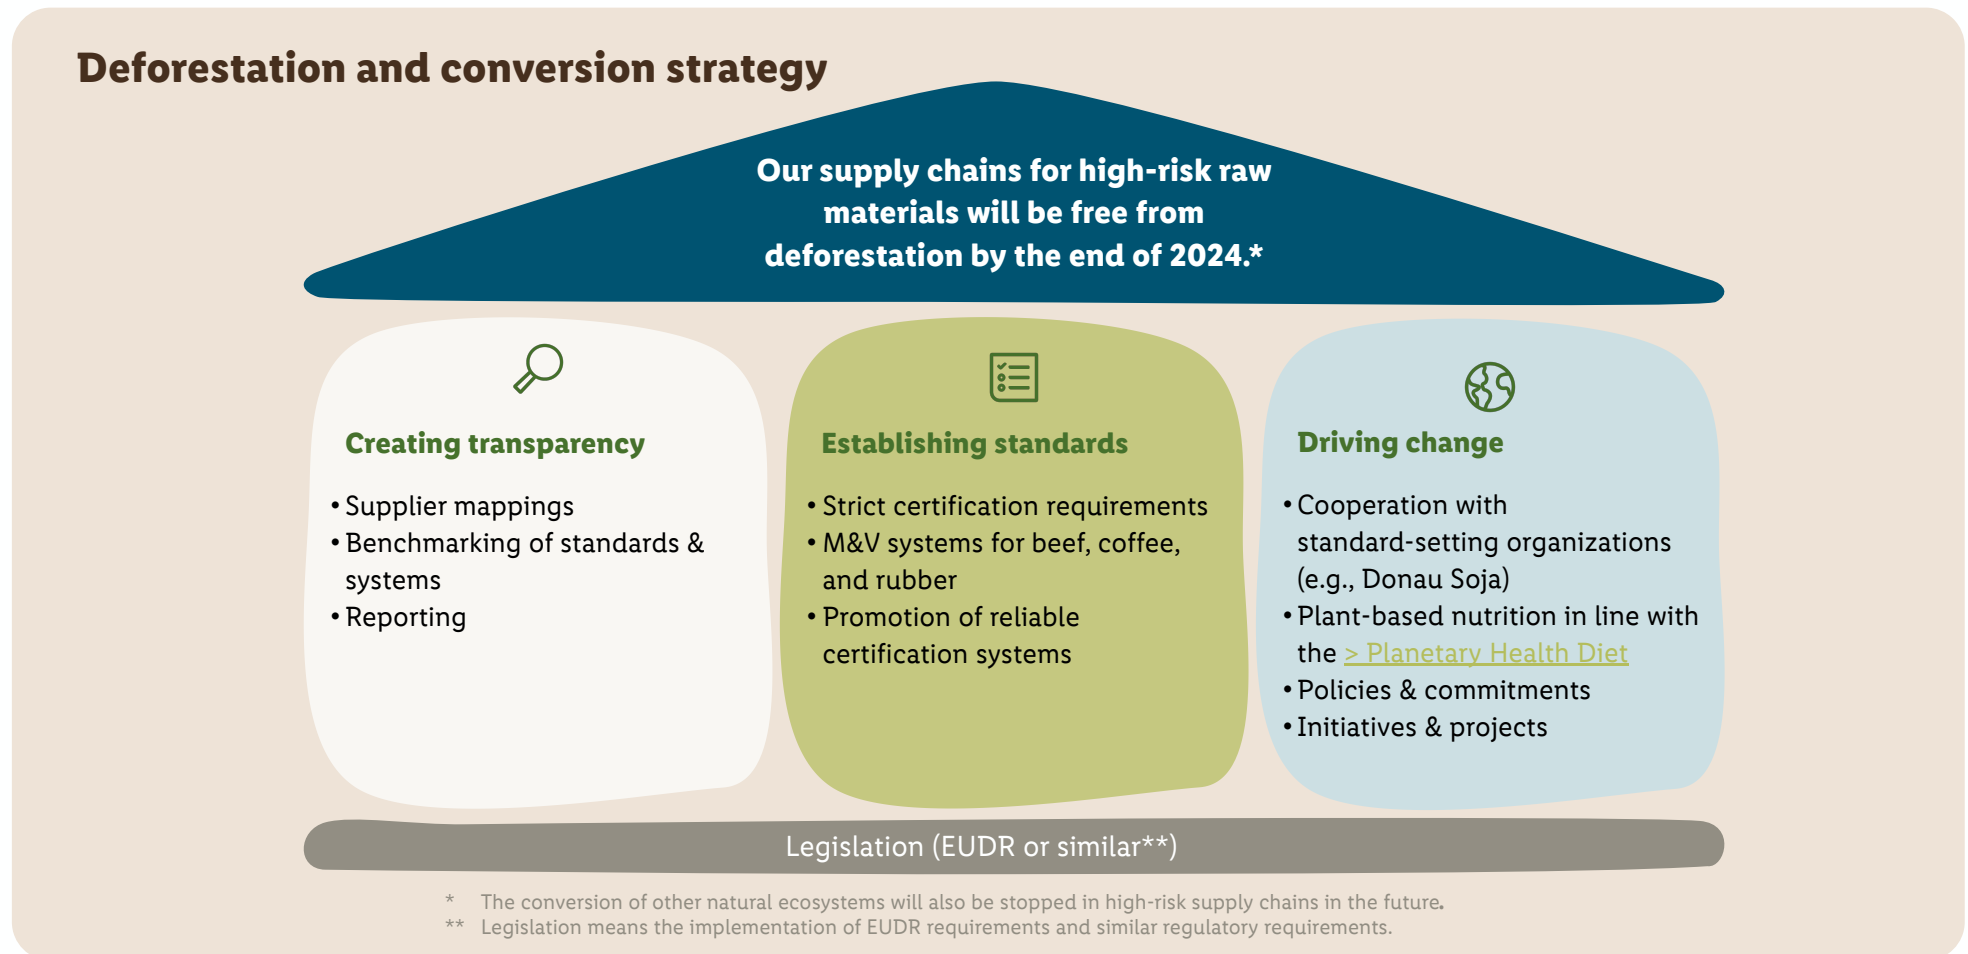 Deforestation and conversion strategy
Our supply chains for high-risk raw
materials will be free from
deforestation by the end of 2024.*
Creating transparency
• Supplier mappings
• Benchmarking of standards &
systems
• Reporting
Establishing standards
• Strict certification requirements
• M&V systems for beef, coffee,
and rubber
• Promotion of reliable
certification systems
Driving change
• Cooperation with
standard-setting organizations
(e.g., Donau Soja)
• Plant-based nutrition in line with
the > Planetary Health Diet
• Policies & commitments
• Initiatives & projects
Legislation (EUDR or similar**)
* The conversion of other natural ecosystems will also be stopped in high-risk supply chains in the future.
** Legislation means the implementation of EUDR requirements and similar regulatory requirements.